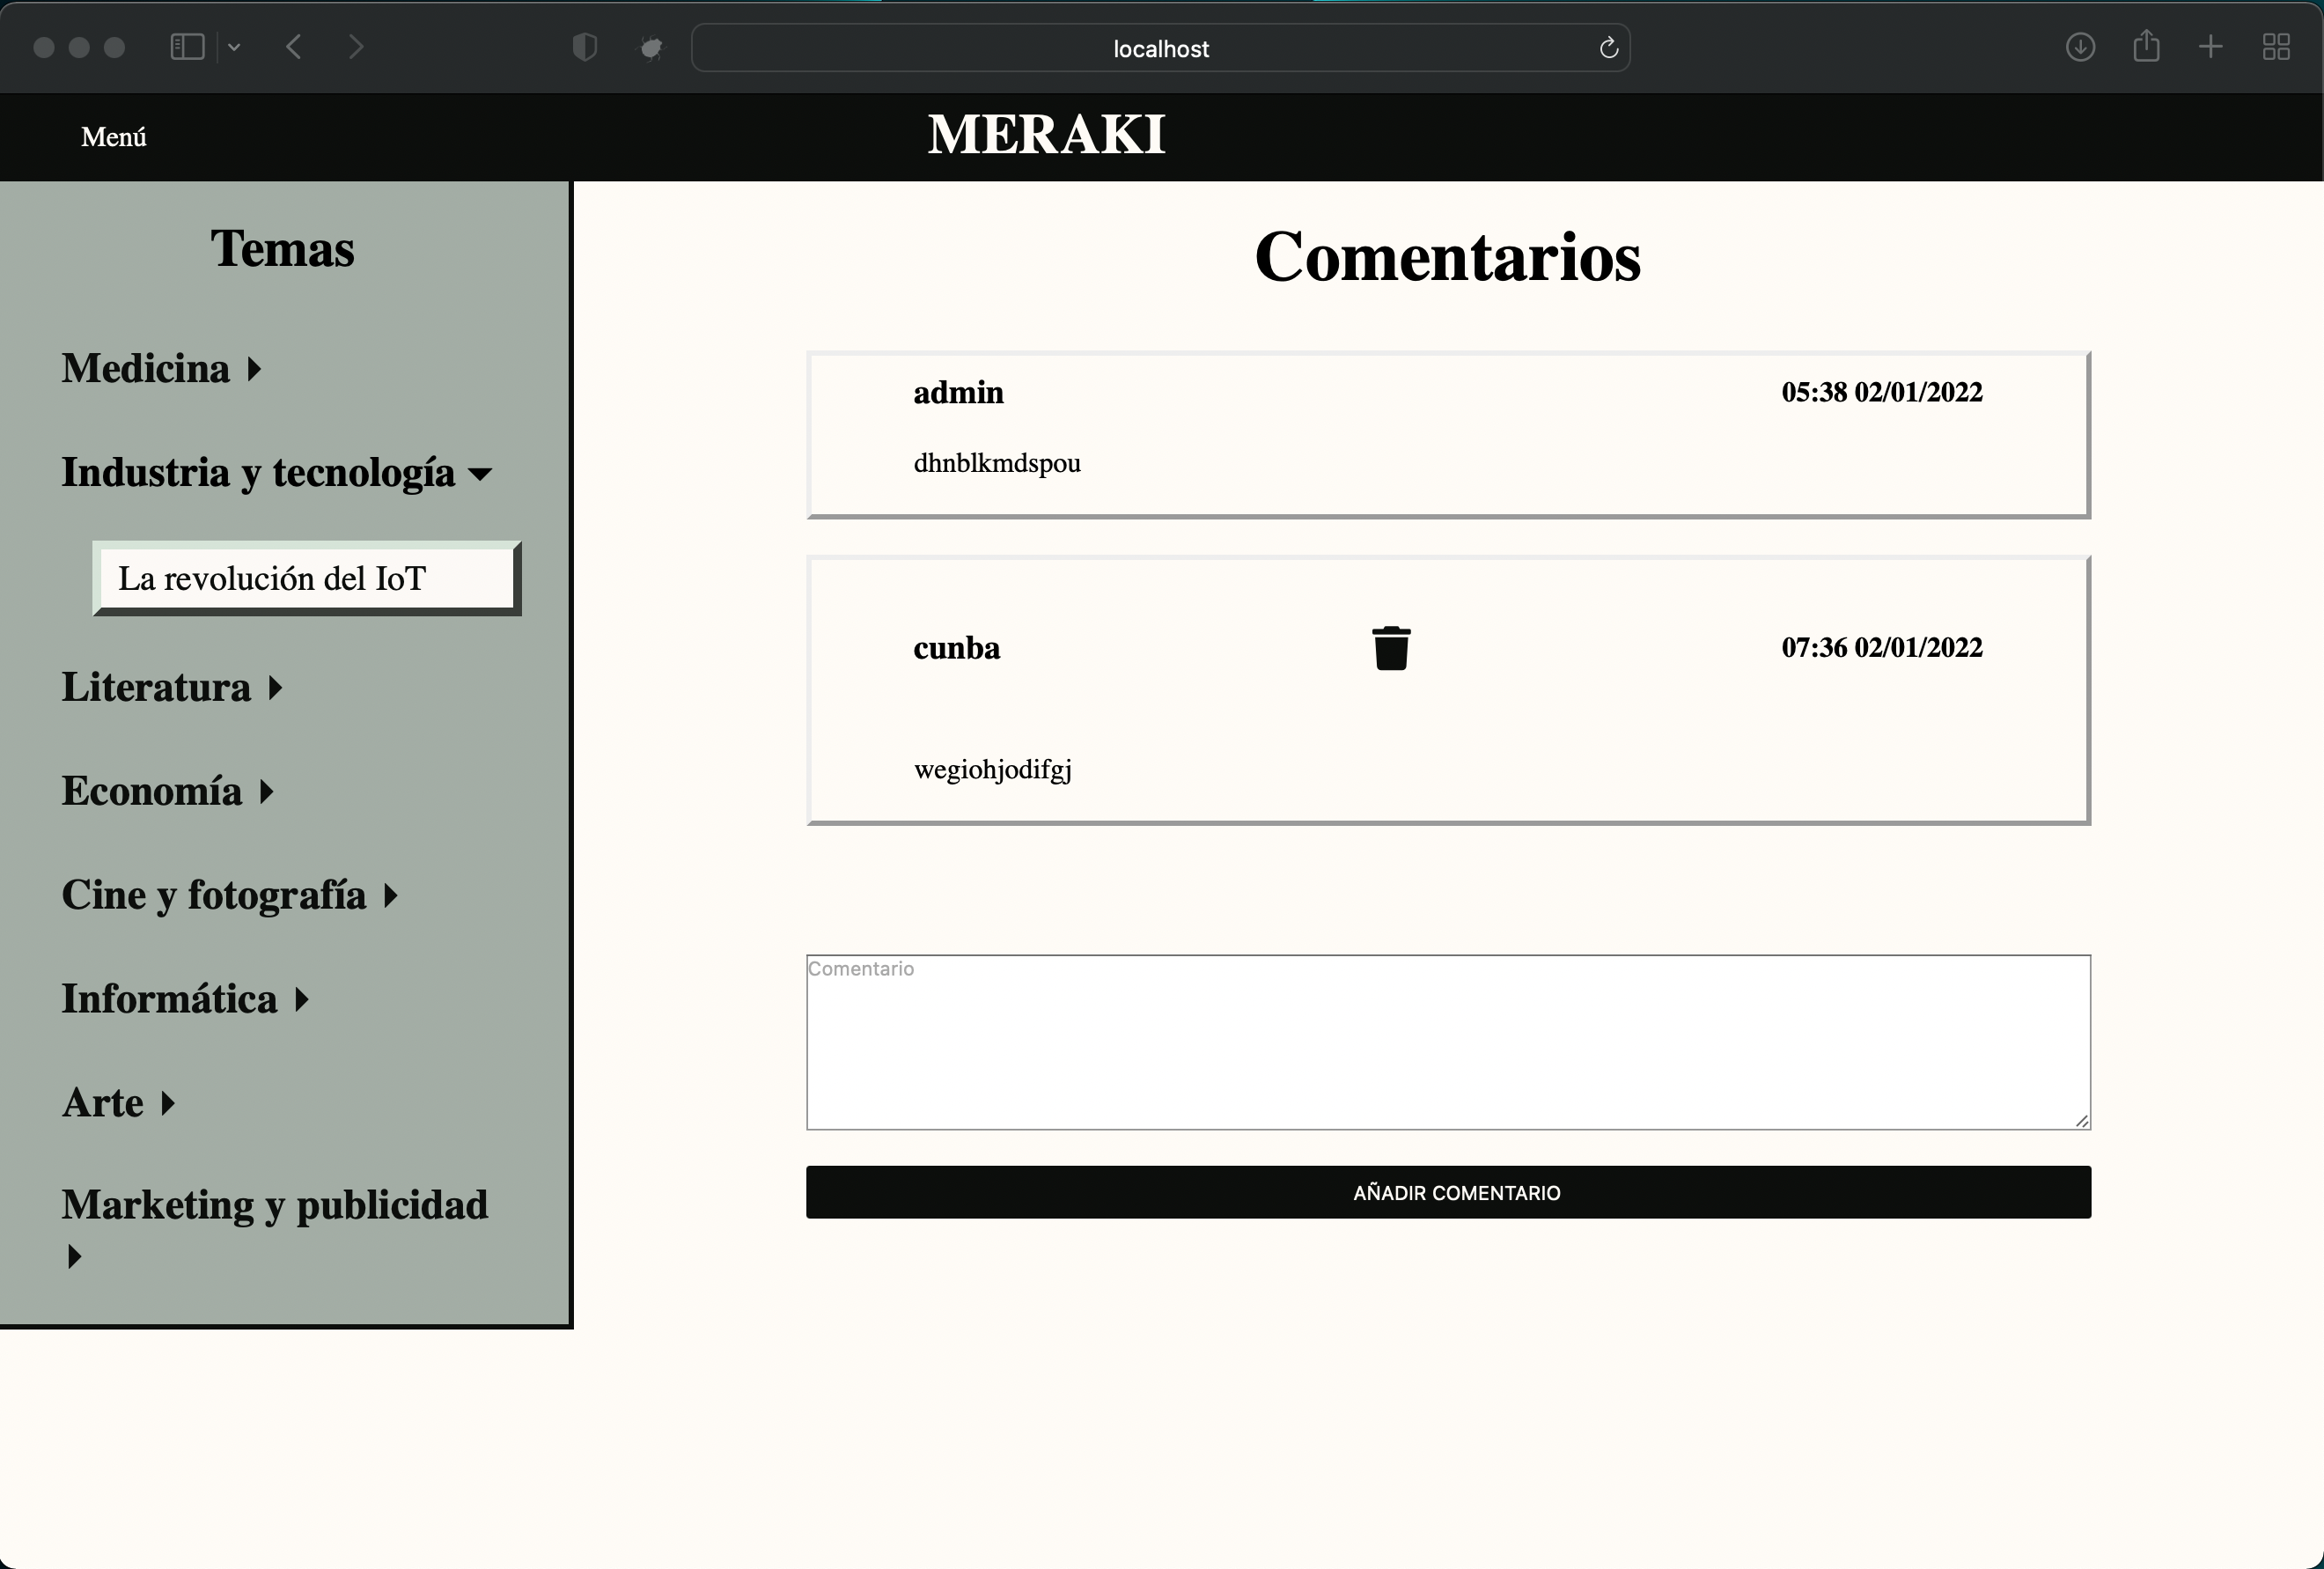 localhost
Menú
MERAKI
Temas
Medicina
Industria y tecnología
La revolución del IoT
Literatura
Economía
Cine y fotografía
Informática
Arte
Marketing y publicidad
Comentarios
admin 05:38 02/01/2022
dhnblkmdspou
cunba 07:36 02/01/2022
wegiohjodifgj
Comentario
AÑADIR COMENTARIO